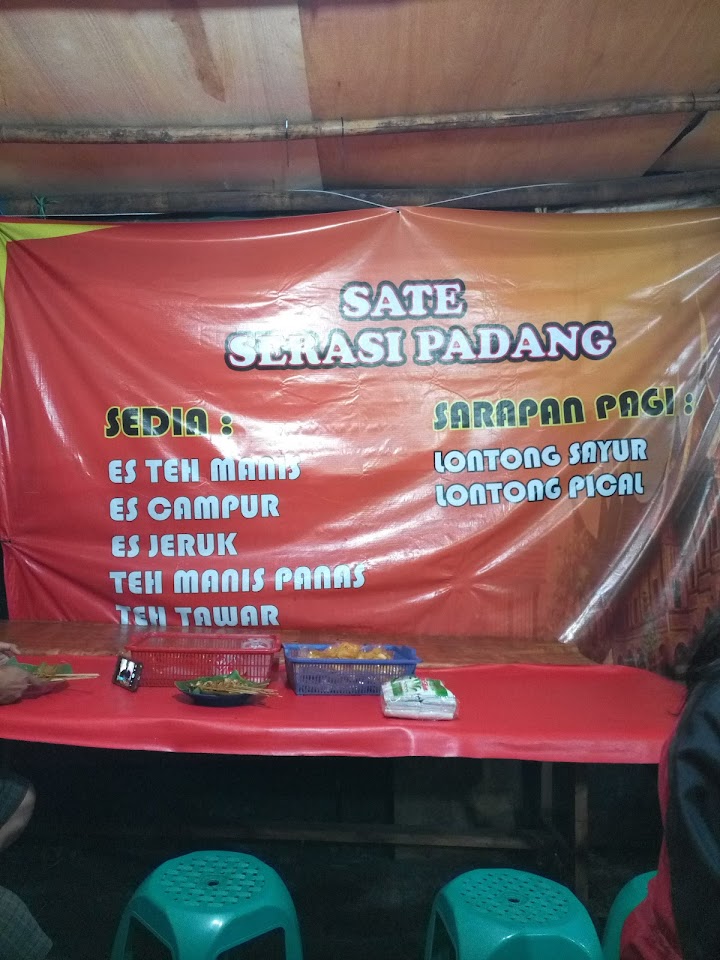 SATE
SERASI PADANG
SEDIA :
ES TEH MANIS
ES CAMPUR
ES JERUK
TEH MANIS PANAS
TEH TAWAR
SARAPAN PAGI :
LONTONG SAYUR
LONTONG PICAL